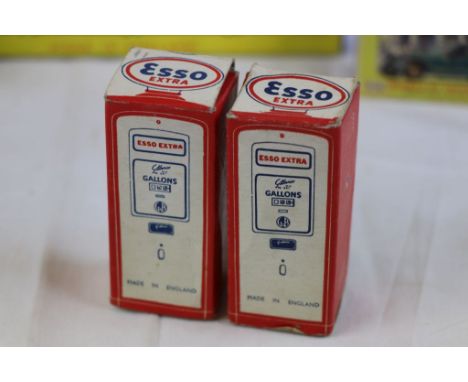 Esso
EXTRA
ESSO EXTRA
GALLONS
MADE IN ENGLAND
Esso
EXTRA
ESSO EXTRA
GALLONS
MADE IN ENGLAND